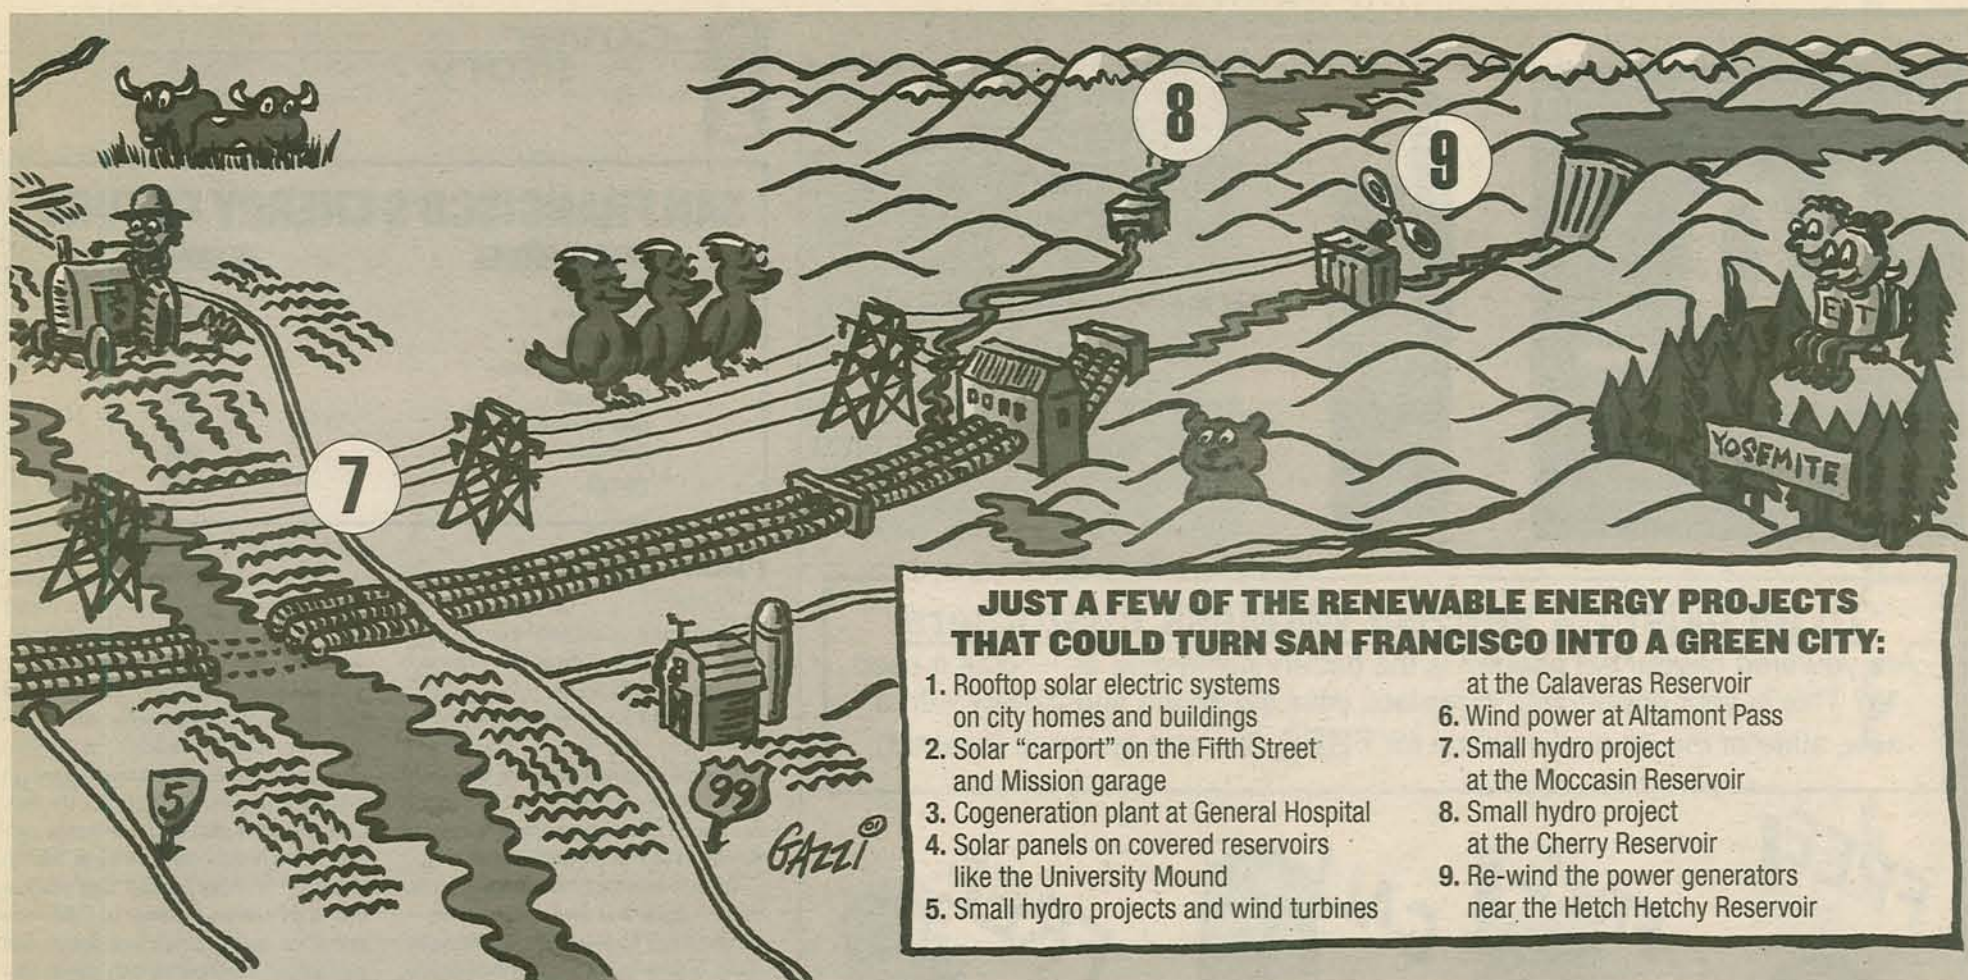 8
9
E T
YOSEMITE
7
5
99
GAZZi 01
JUST A FEW OF THE RENEWABLE ENERGY PROJECTS
THAT COULD TURN SAN FRANCISCO INTO A GREEN CITY:
1. Rooftop solar electric systems
on city homes and buildings
2. Solar “carport” on the Fifth Street
and Mission garage
3. Cogeneration plant at General Hospital
4. Solar panels on covered reservoirs
like the University Mound
5. Small hydro projects and wind turbines
at the Calaveras Reservoir
6. Wind power at Altamont Pass
7. Small hydro project
at the Moccasin Reservoir
8. Small hydro project
at the Cherry Reservoir
9. Re-wind the power generators
near the Hetch Hetchy Reservoir